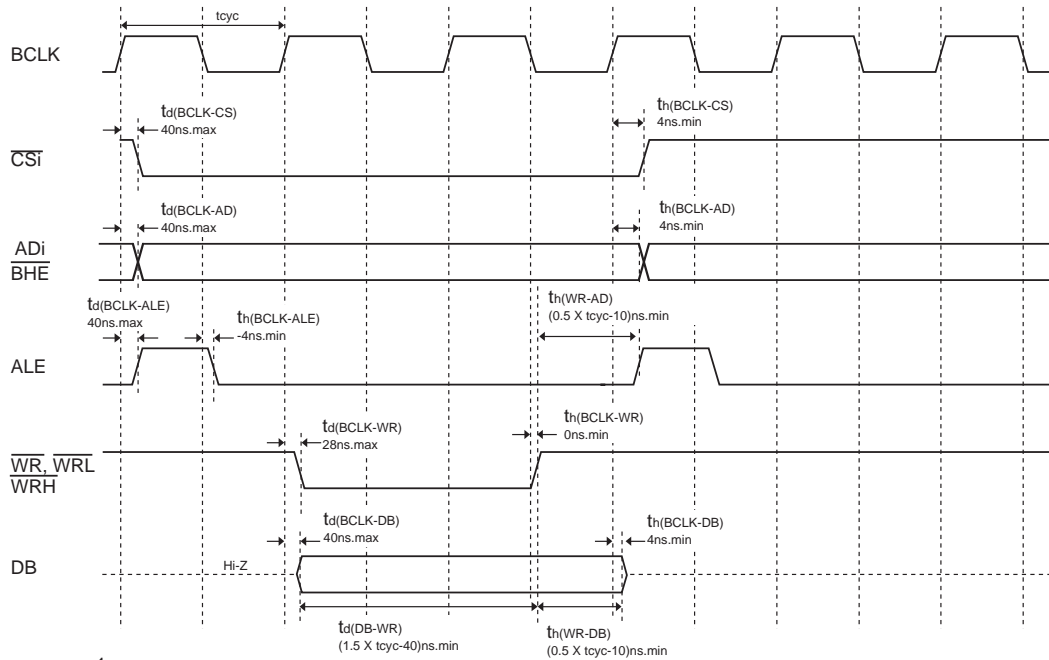 tcyc
BCLK
td(BCLK-CS)
40ns.max
th(BCLK-CS)
4ns.min
CSi
td(BCLK-AD)
40ns.max
th(BCLK-AD)
4ns.min
ADi
BHE
td(BCLK-ALE)
40ns.max
th(BCLK-ALE)
-4ns.min
th(WR-AD)
(0.5 X tcyc-10)ns.min
ALE
td(BCLK-WR)
28ns.max
th(BCLK-WR)
0ns.min
WR, WRL
WRH
td(BCLK-DB)
40ns.max
th(BCLK-DB)
4ns.min
DB
Hi-Z
td(DB-WR)
(1.5 X tcyc-40)ns.min
th(WR-DB)
(0.5 X tcyc-10)ns.min